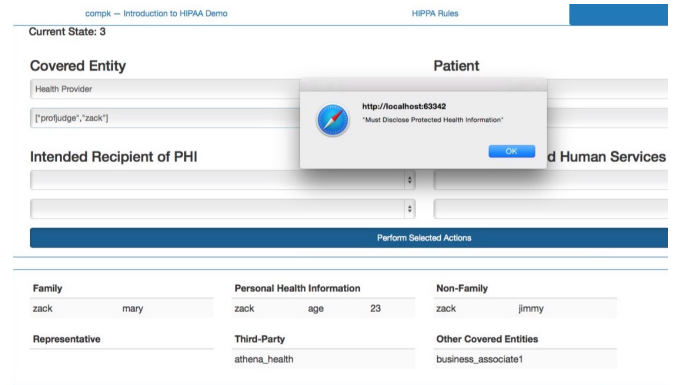 compk — Introduction to HIPAA Demo
HIPPA Rules
Current State: 3
Covered Entity
Patient
Health Provider
["profjudge","zack"]
http://localhost:63342
"Must Disclose Protected Health Information"
OK
Intended Recipient of PHI
d Human Services
Perform Selected Actions
Family
Personal Health Information
Non-Family
zack mary
zack age 23
zack jimmy
Representative
Third-Party
Other Covered Entities
athena_health
business_associate1